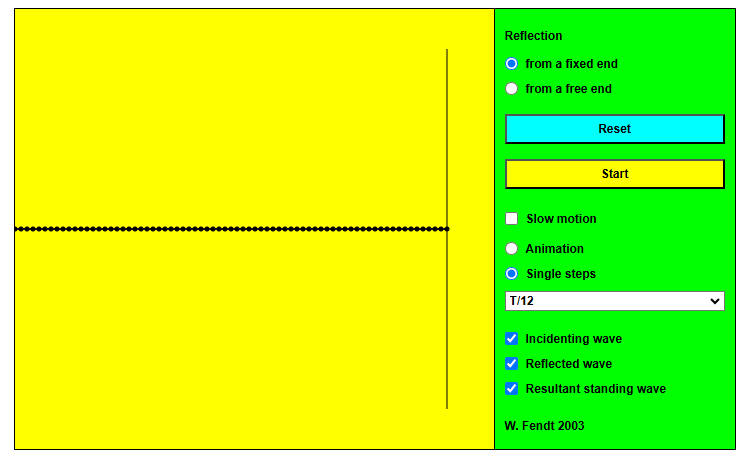 Reflection
from a fixed end
from a free end
Reset
Start
Slow motion
Animation
Single steps
T/12
Incidenting wave
Reflected wave
Resultant standing wave
W. Fendt 2003